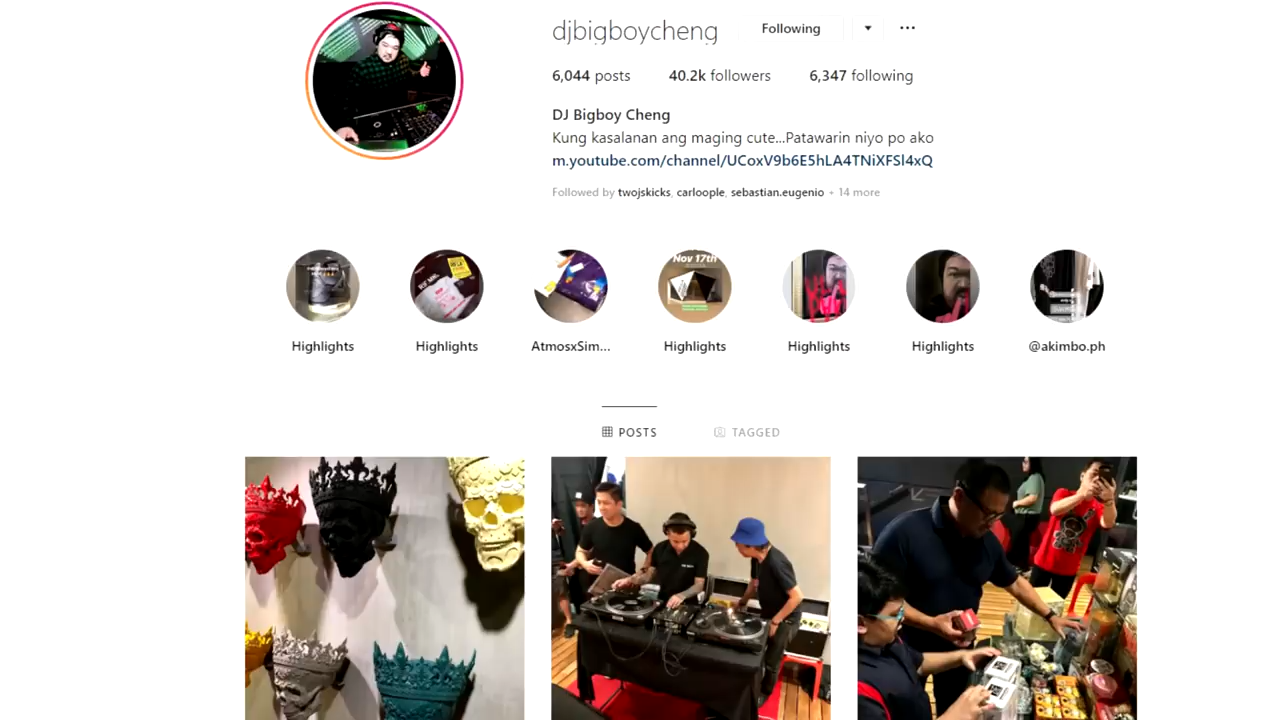 djbigboycheng Following
6,044 posts 40.2k followers 6,347 following
DJ Bigboy Cheng
Kung kasalanan ang maging cute...Patawarin niyo po ako
m.youtube.com/channel/UCoxV9b6E5hLA4TNiXFSl4xQ
Followed by twojskicks, carloople, sebastian.eugenio + 14 more
Nov 17th
Highlights Highlights AtmosxSim... Highlights Highlights Highlights @akimbo.ph
POSTS TAGGED